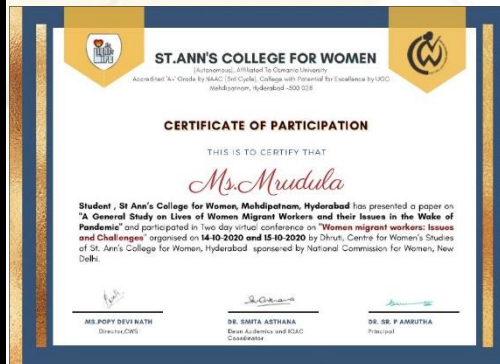 ST.ANN'S COLLEGE FOR WOMEN
(Autonomous), Affiliated To Osmania University
Accredited 'A+' Grade by NAAC (3rd Cycle), College with Potential for Excellence by UGC
Mehdipatnam, Hyderabad -500 028
CERTIFICATE OF PARTICIPATION
THIS IS TO CERTIFY THAT
Ms.Mrudula
Student , St Ann's College for Women, Mehdipatnam, Hyderabad has presented a paper on
"A General Study on Lives of Women Migrant Workers and their Issues in the Wake of
Pandemic" and participated in Two day virtual conference on "Women migrant workers: Issues
and Challenges" organised on 14-10-2020 and 15-10-2020 by Dhruti, Centre for Women's Studies
of St. Ann's College for Women, Hyderabad sponsered by National Commission for Women, New
Delhi.
MS.POPY DEVI NATH
Director,CWS
DR. SMITA ASTHANA
Dean Academics and IQAC
Coordinator
DR. SR. P AMRUTHA
Principal